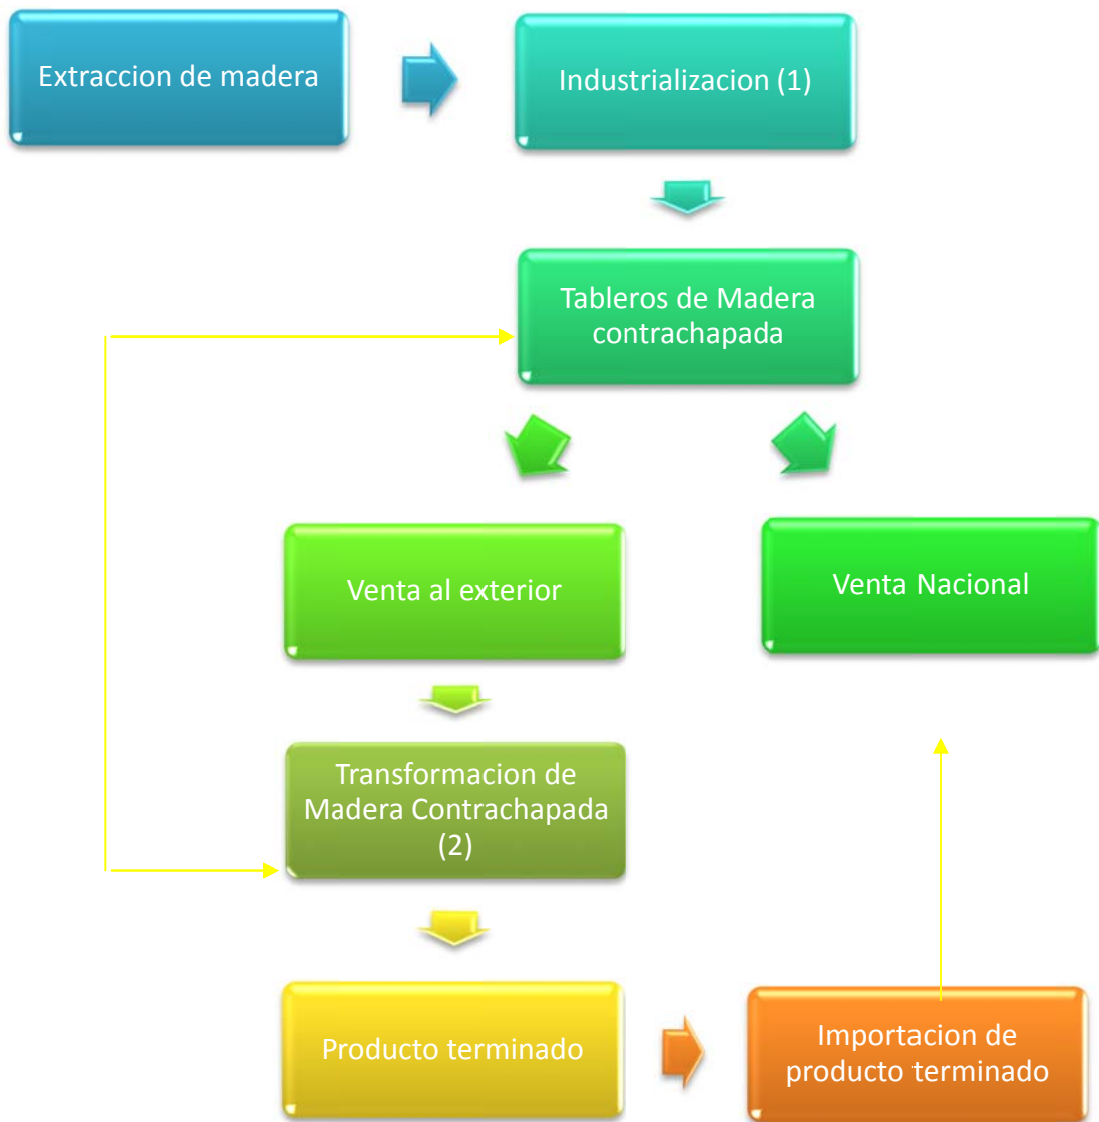 Extraccion de madera
Industrializacion (1)
Tableros de Madera
contrachapada
Venta al exterior
Venta Nacional
Transformacion de
Madera Contrachapada
(2)
Producto terminado
Importacion de
producto terminado